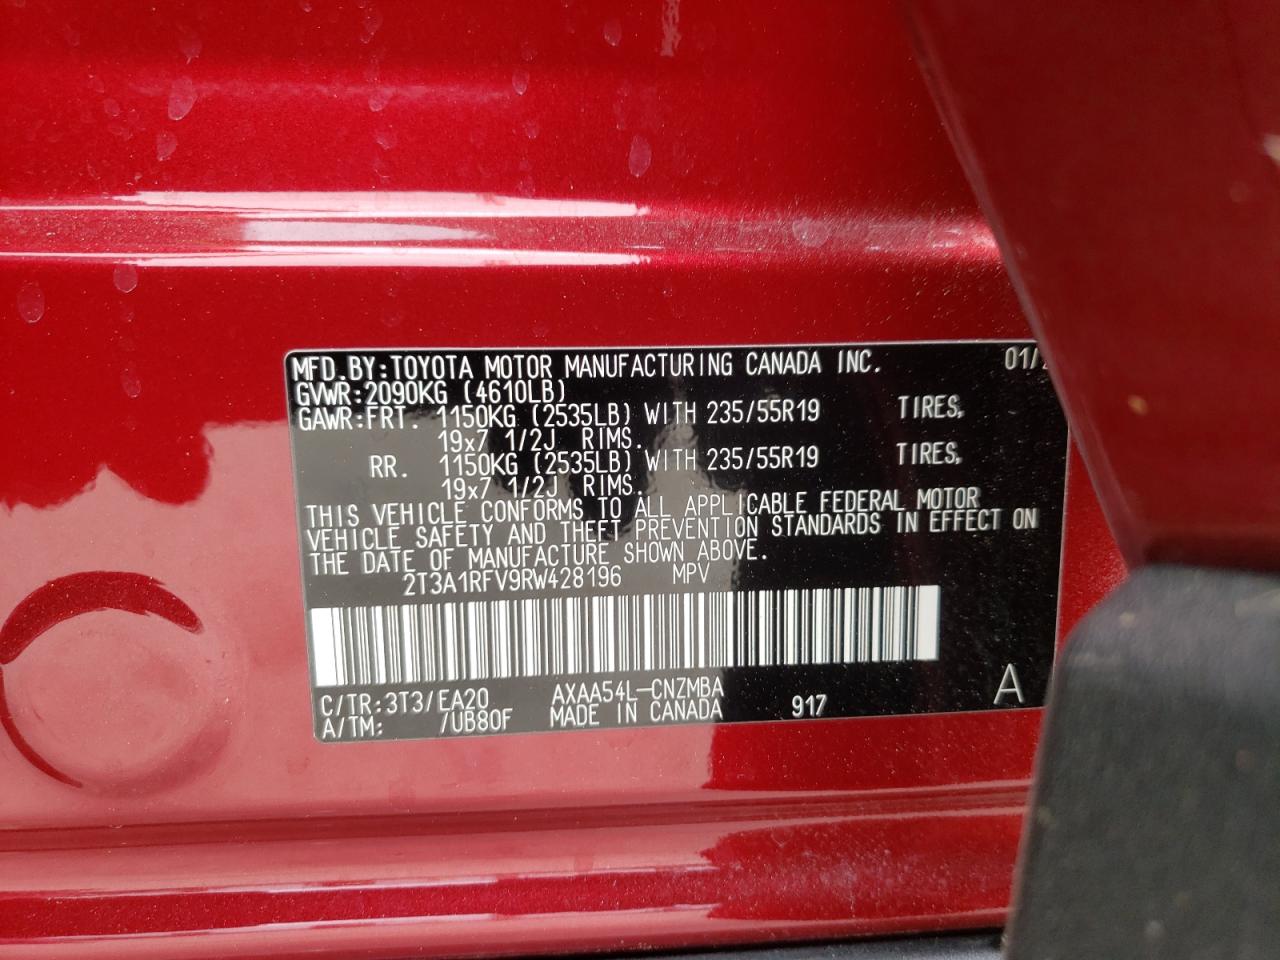 MFD.BY:TOYOTA MOTOR MANUFACTURING CANADA INC. 01/
GVWR:2090KG (4610LB)
GAWR:FRT. 1150KG (2535LB) WITH 235/55R19 TIRES,
19x7 1/2J RIMS.
RR. 1150KG (2535LB) WITH 235/55R19 TIRES,
19x7 1/2J RIMS.
THIS VEHICLE CONFORMS TO ALL APPLICABLE FEDERAL MOTOR
VEHICLE SAFETY AND THEFT PREVENTION STANDARDS IN EFFECT ON
THE DATE OF MANUFACTURE SHOWN ABOVE.
2T3A1RFV9RW428196 MPV
C/TR:3T3/EA20 AXAA54L-CNZMBA
A/TM: /UB80F MADE IN CANADA 917 A